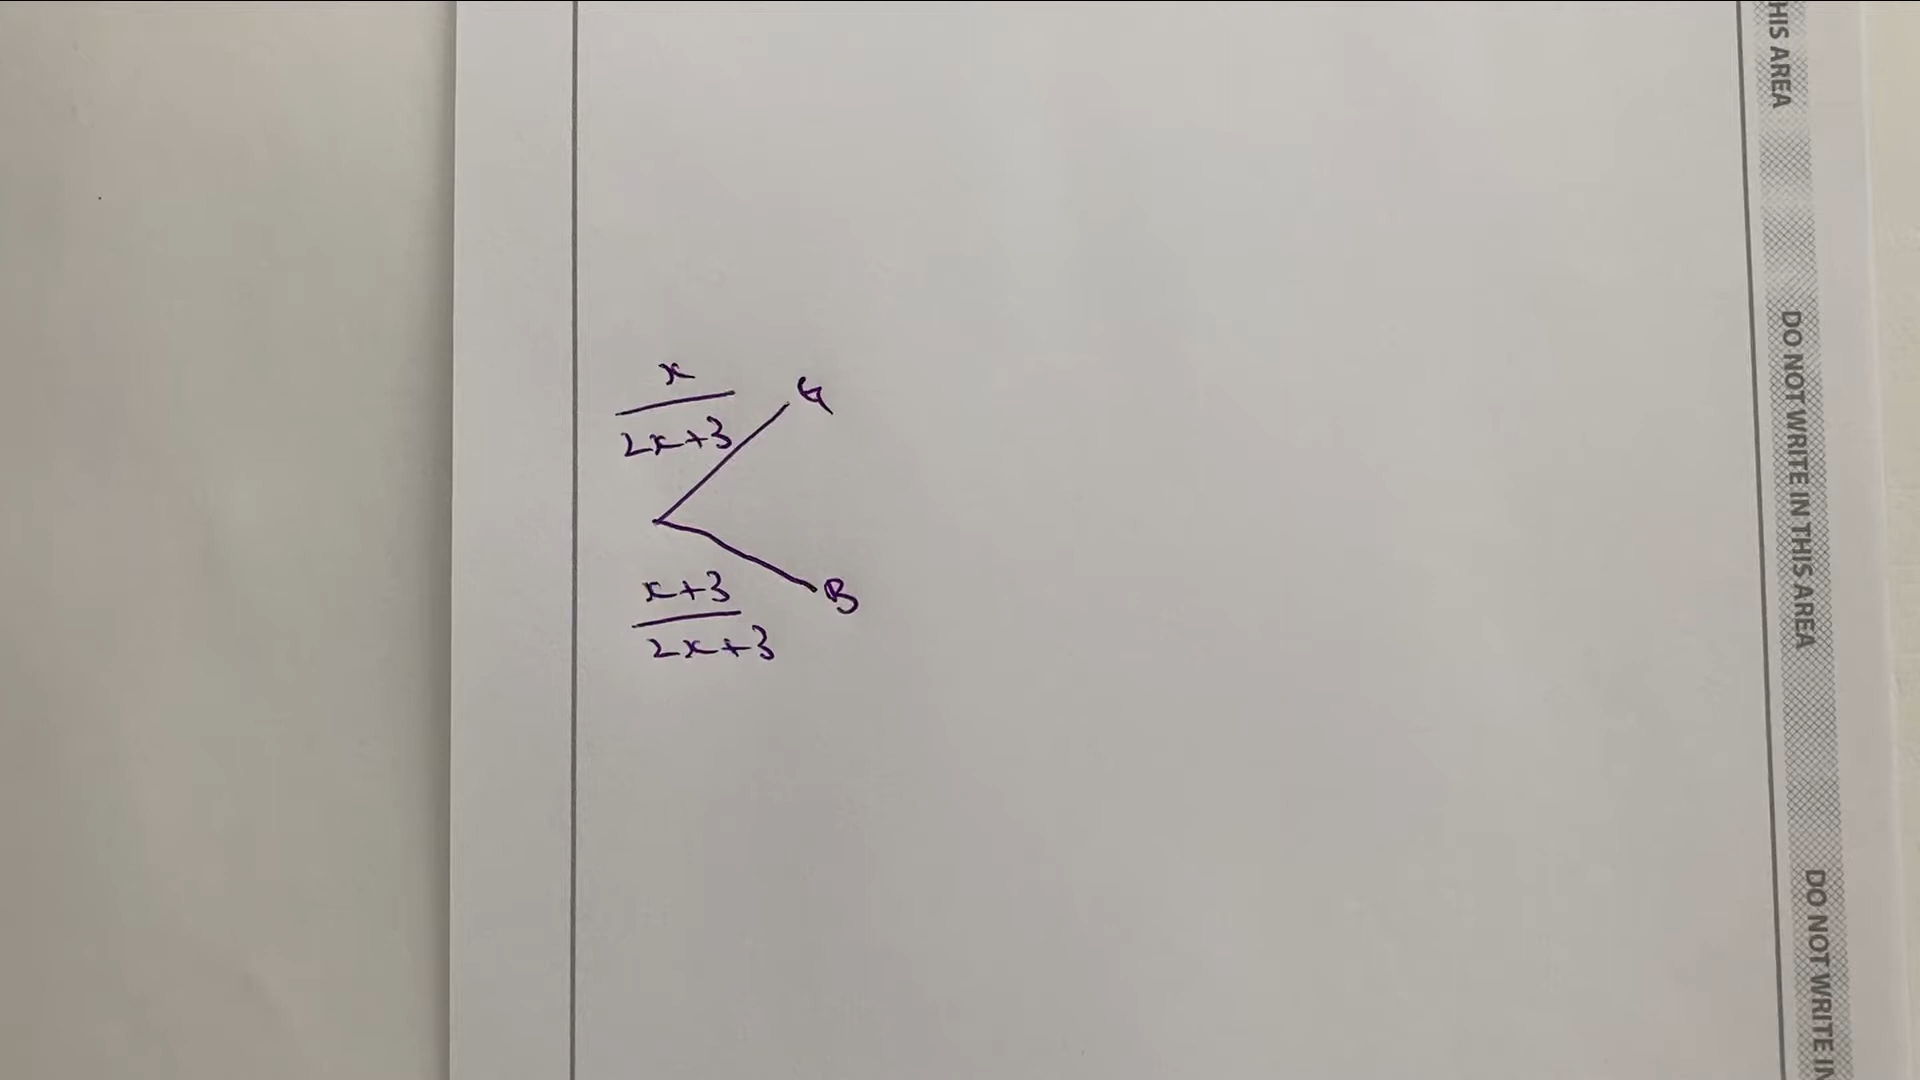 x
2x+3
G
x+3
2x+3
B
HIS AREA
DO NOT WRITE IN THIS AREA
DO NOT WRITE IN